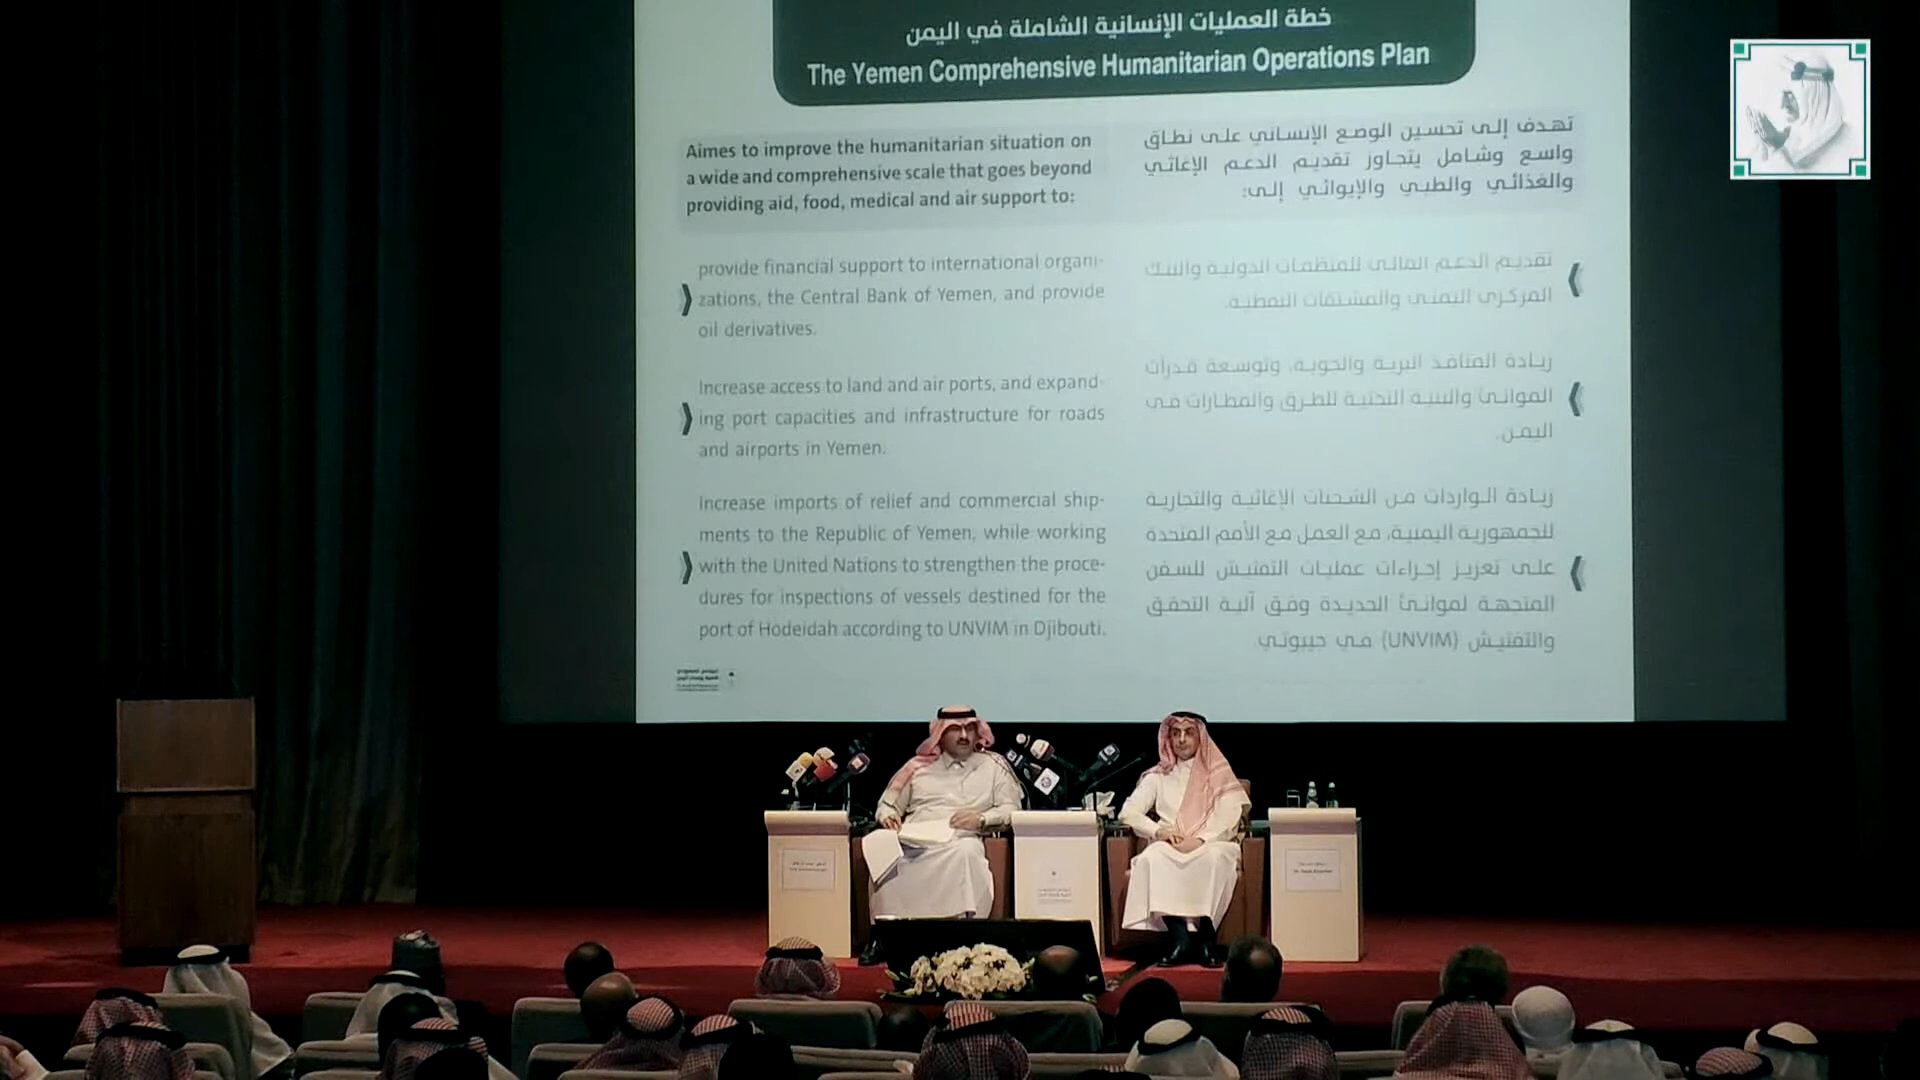 خطة العمليات الإنسانية الشاملة في اليمن
The Yemen Comprehensive Humanitarian Operations Plan
Aimes to improve the humanitarian situation on
a wide and comprehensive scale that goes beyond
providing aid, food, medical and air support to:
provide financial support to international organi-
zations, the Central Bank of Yemen, and provide
oil derivatives.
Increase access to land and air ports, and expand-
ing port capacities and infrastructure for roads
and airports in Yemen.
Increase imports of relief and commercial ship-
ments to the Republic of Yemen, while working
with the United Nations to strengthen the proce-
dures for inspections of vessels destined for the
port of Hodeidah according to UNVIM in Djibouti.
تهدف إلى تحسين الوضع الإنساني على نطاق
واسع وشامل يتجاوز تقديم الدعم الإغاثي
والغذائي والطبي والإيوائي إلى:
تقديم الدعم المالي للمنظمات الدولية والبنك
المركزي اليمني والمشتقات النفطية.
زيادة المنافذ البرية والجوية، وتوسعة قدرات
الموانئ والبنية التحتية للطرق والمطارات في
اليمن.
زيادة الواردات من الشحنات الإغاثية والتجارية
للجمهورية اليمنية، مع العمل مع الأمم المتحدة
على تعزيز إجراءات عمليات التفتيش للسفن
المتجهة لموانئ الحديدة وفق آلية التحقق
والتفتيش (UNVIM) في جيبوتي.